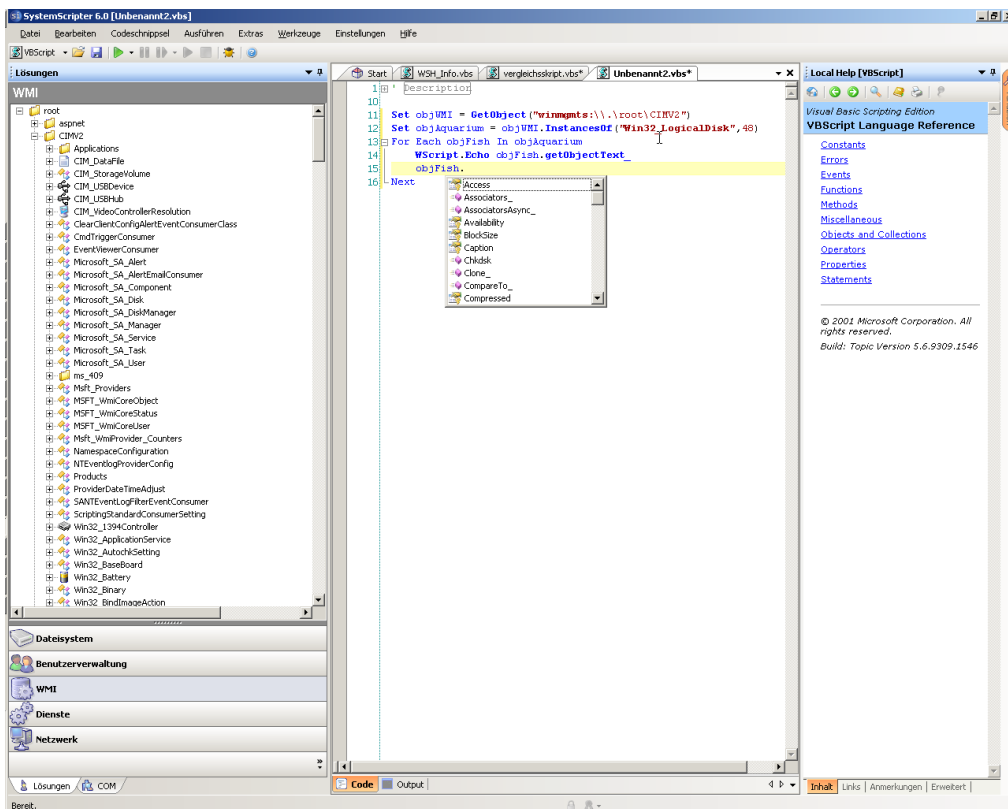 SystemScripter 6.0 [Unbenannt2.vbs]
Datei Bearbeiten Codeschnippsel Ausführen Extras Werkzeuge Einstellungen Hilfe
VBScript
Lösungen
WMI
root
aspnet
CIMV2
Applications
CIM_DataFile
CIM_StorageVolume
CIM_USBDevice
CIM_USBHub
CIM_VideoControllerResolution
ClearClientConfigAlertEventConsumerClass
CmdTriggerConsumer
EventViewerConsumer
Microsoft_SA_Alert
Microsoft_SA_AlertEmailConsumer
Microsoft_SA_Component
Microsoft_SA_Disk
Microsoft_SA_DiskManager
Microsoft_SA_Manager
Microsoft_SA_Service
Microsoft_SA_Task
Microsoft_SA_User
ms_409
Msft_Providers
MSFT_WmiCoreObject
MSFT_WmiCoreStatus
MSFT_WmiCoreUser
Msft_WmiProvider_Counters
NamespaceConfiguration
NTEventlogProviderConfig
Products
ProviderDateTimeAdjust
SANTEventLogFilterEventConsumer
ScriptingStandardConsumerSetting
Win32_1394Controller
Win32_ApplicationService
Win32_AutochkSetting
Win32_BaseBoard
Win32_Battery
Win32_Binary
Win32_BindImageAction
Dateisystem
Benutzerverwaltung
WMI
Dienste
Netzwerk
Lösungen COM
Bereit.
Start WSH_Info.vbs vergleichsskript.vbs* Unbenannt2.vbs*
1 ' Description
10
11 Set objWMI = GetObject("winmgmts:\\.\root\CIMV2")
12 Set objAquarium = objWMI.InstancesOf("Win32_LogicalDisk",48)
13 For Each objFish In objAquarium
14 WScript.Echo objFish.getObjectText_
15 objFish.
16 Next
Access
Associators_
AssociatorsAsync_
Availability
BlockSize
Caption
Chkdsk
Clone_
CompareTo_
Compressed
Code Output
Local Help [VBScript]
Visual Basic Scripting Edition
VBScript Language Reference
Constants
Errors
Events
Functions
Methods
Miscellaneous
Objects and Collections
Operators
Properties
Statements
© 2001 Microsoft Corporation. All
rights reserved.
Build: Topic Version 5.6.9309.1546
Inhalt Links Anmerkungen Erweitert